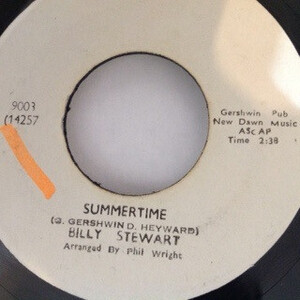 9003
(14257
Gershwin Pub
New Dawn Music
ASCAP
Time 2:38
SUMMERTIME
(G. GERSHWIN D. HEYWARD)
BILLY STEWART
Arranged By Phil Wright